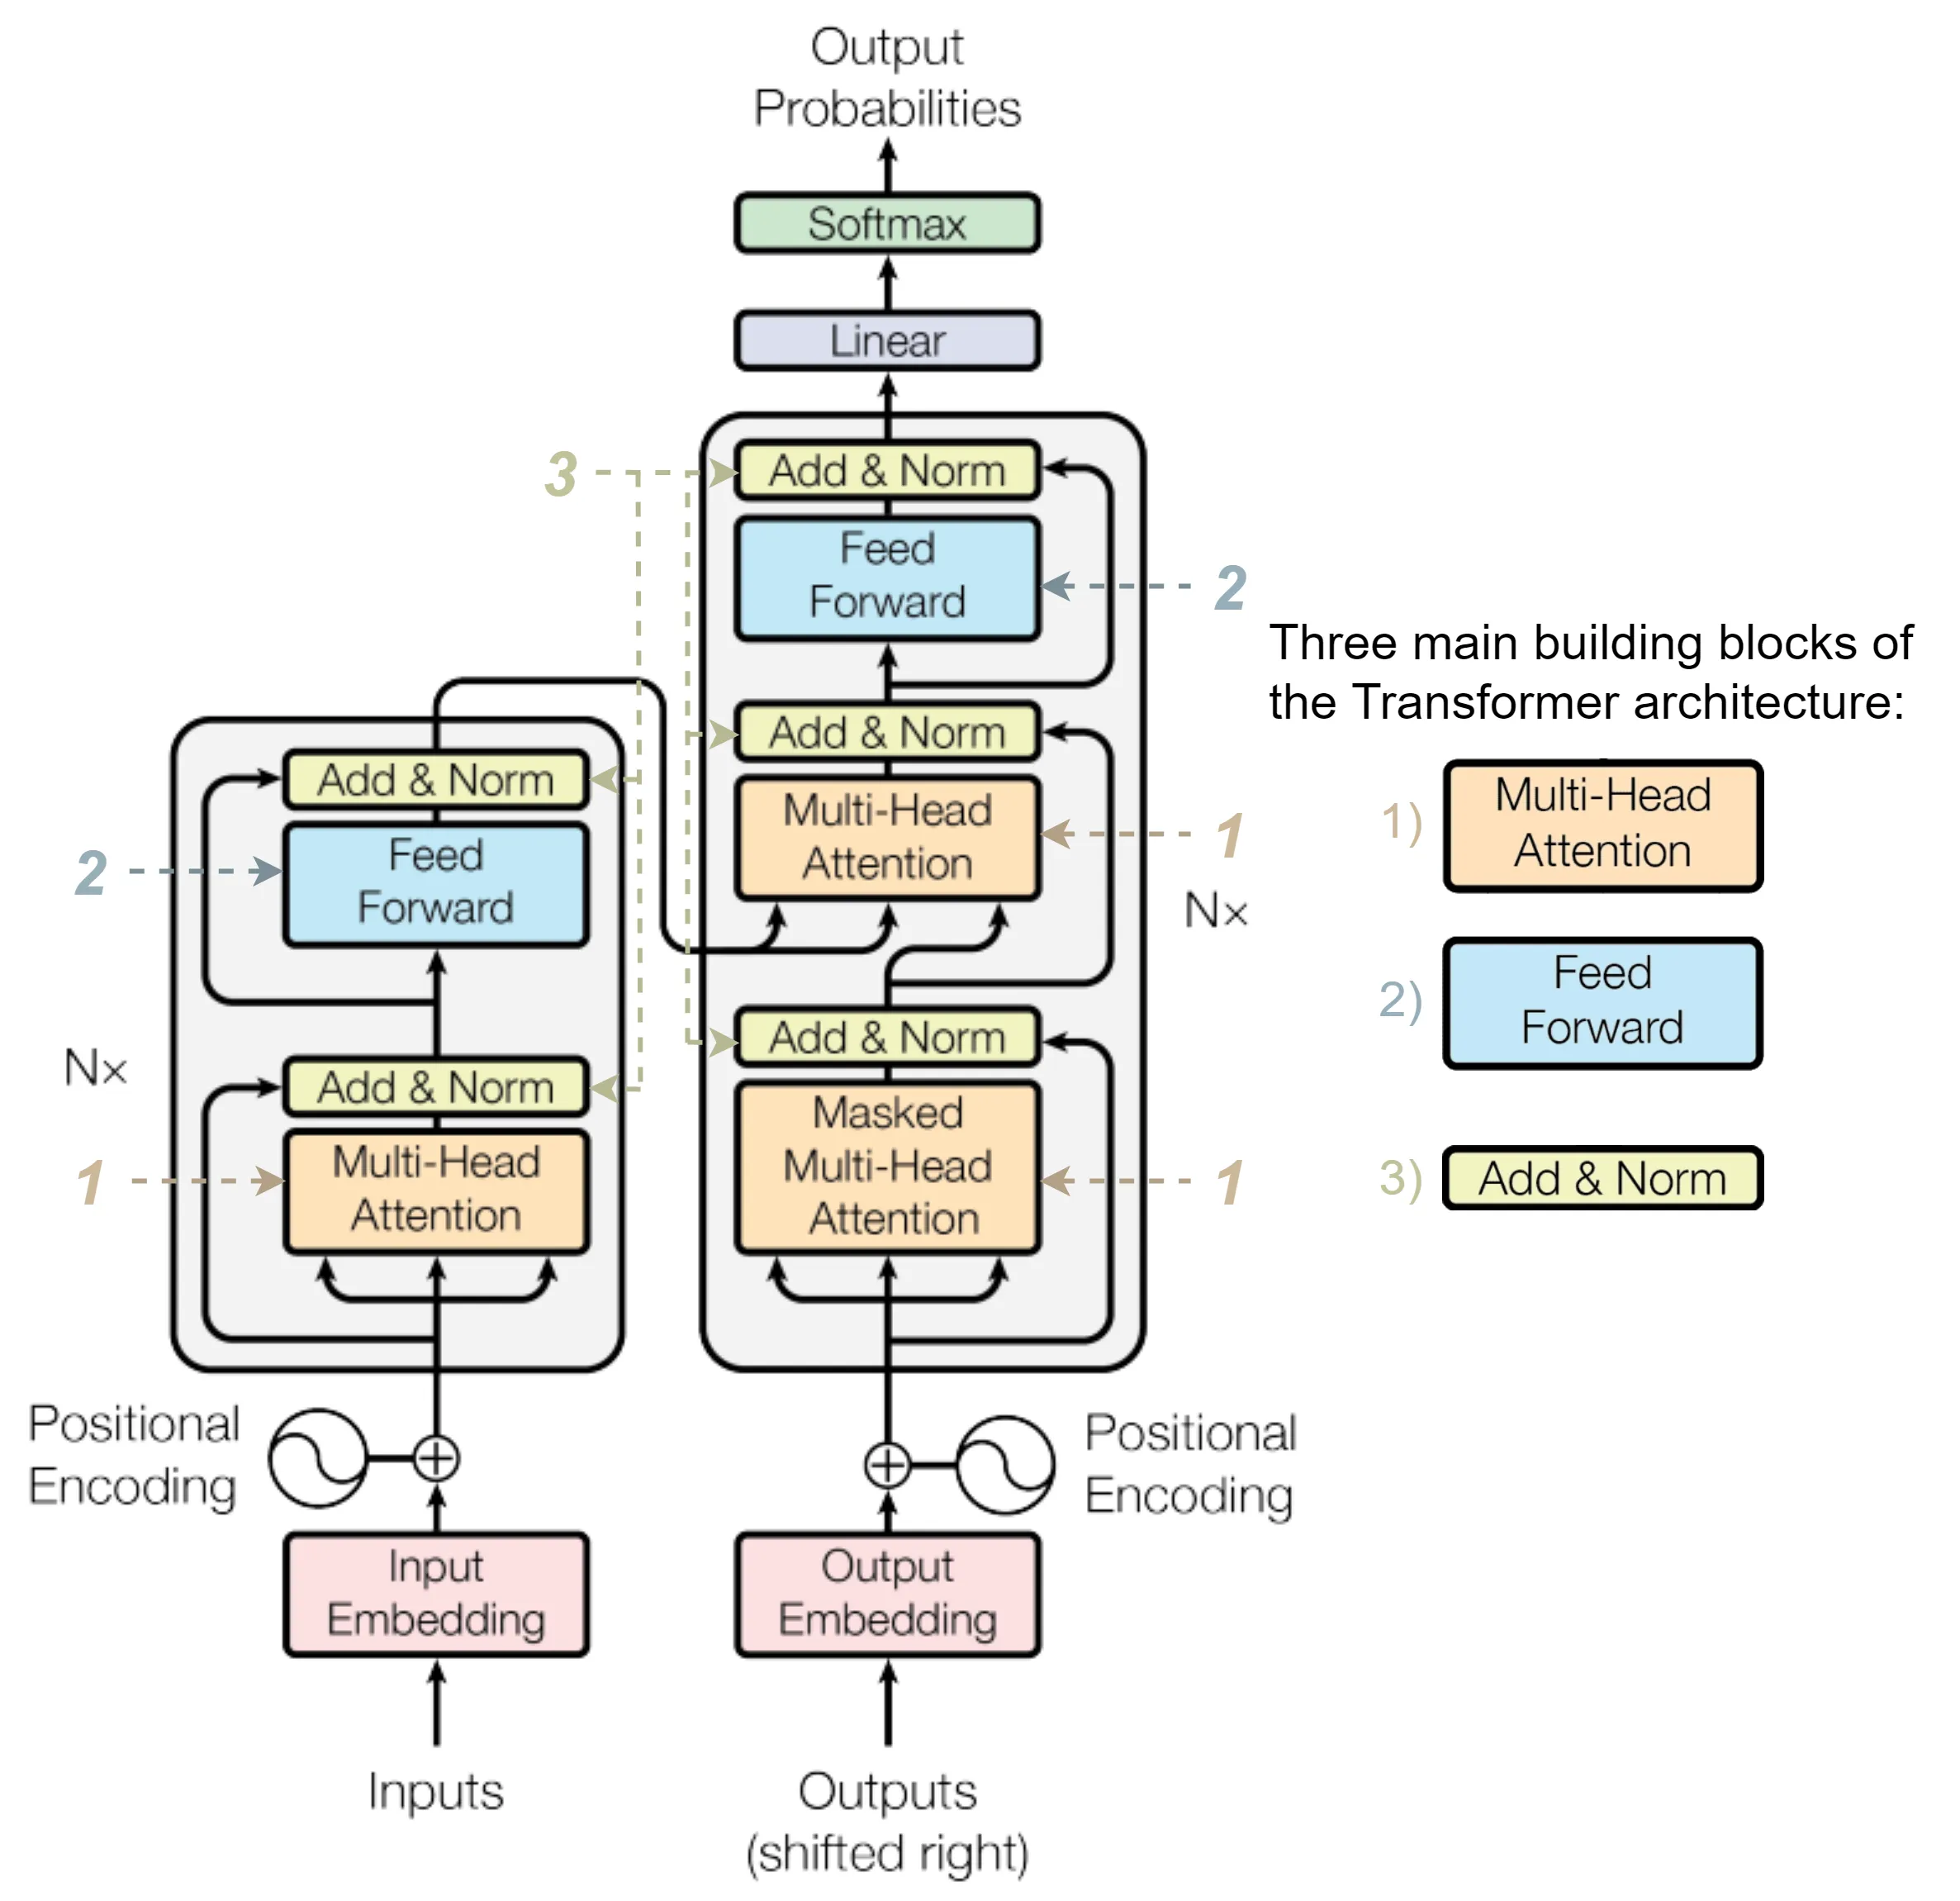 Output
Probabilities
Softmax
Linear
3
Add & Norm
Feed
Forward
2
Add & Norm
Multi-Head
Attention
1
Nx
Add & Norm
Masked
Multi-Head
Attention
1
Add & Norm
2
Feed
Forward
Nx
Add & Norm
1
Multi-Head
Attention
Positional
Encoding
Positional
Encoding
Input
Embedding
Output
Embedding
Inputs
Outputs
(shifted right)
Three main building blocks of
the Transformer architecture:
1)
Multi-Head
Attention
2)
Feed
Forward
3)
Add & Norm